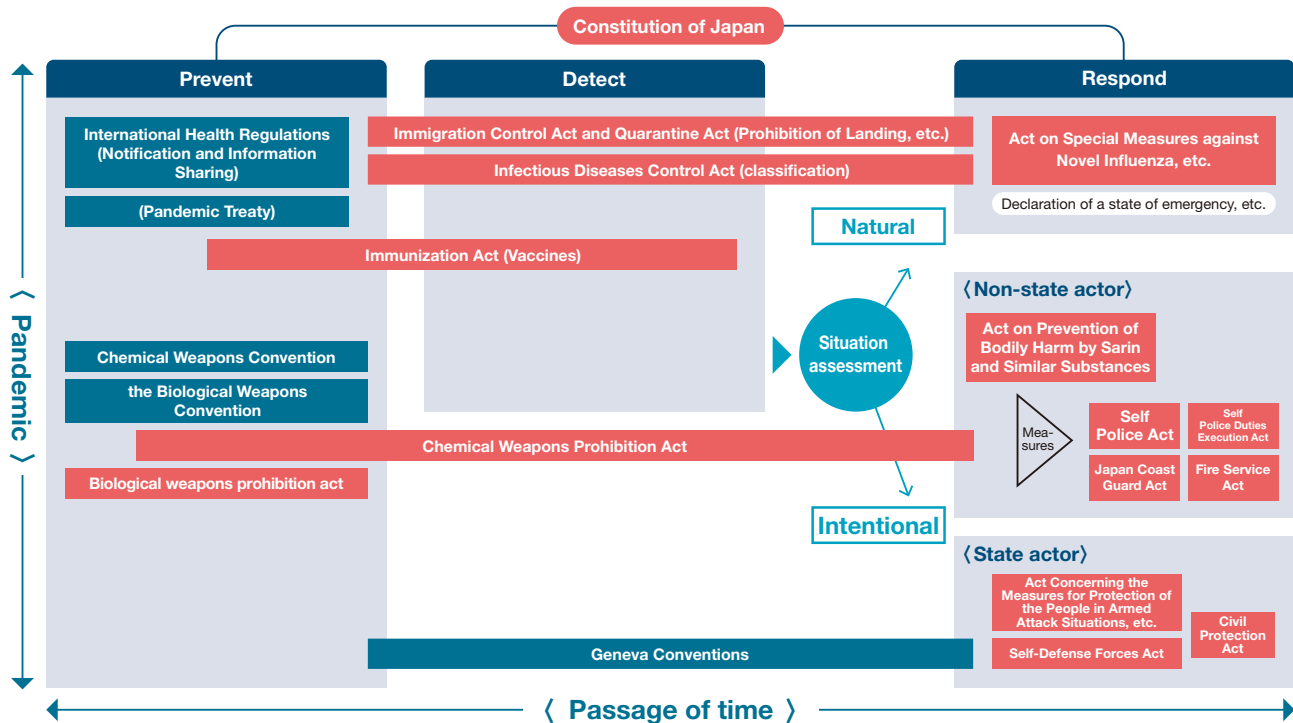 Constitution of Japan
Prevent
Detect
Respond
International Health Regulations
(Notification and Information
Sharing)
(Pandemic Treaty)
Immigration Control Act and Quarantine Act (Prohibition of Landing, etc.)
Infectious Diseases Control Act (classification)
Act on Special Measures against
Novel Influenza, etc.
Declaration of a state of emergency, etc.
Immunization Act (Vaccines)
Natural
Situation
assessment
Intentional
Chemical Weapons Convention
the Biological Weapons
Convention
Chemical Weapons Prohibition Act
Biological weapons prohibition act
〈Non-state actor〉
Act on Prevention of
Bodily Harm by Sarin
and Similar Substances
Mea-
sures
Self
Police Act
Self
Police Duties
Execution Act
Japan Coast
Guard Act
Fire Service
Act
〈State actor〉
Act Concerning the
Measures for Protection of
the People in Armed
Attack Situations, etc.
Self-Defense Forces Act
Civil
Protection
Act
Geneva Conventions
〈 Pandemic 〉
〈 Passage of time 〉